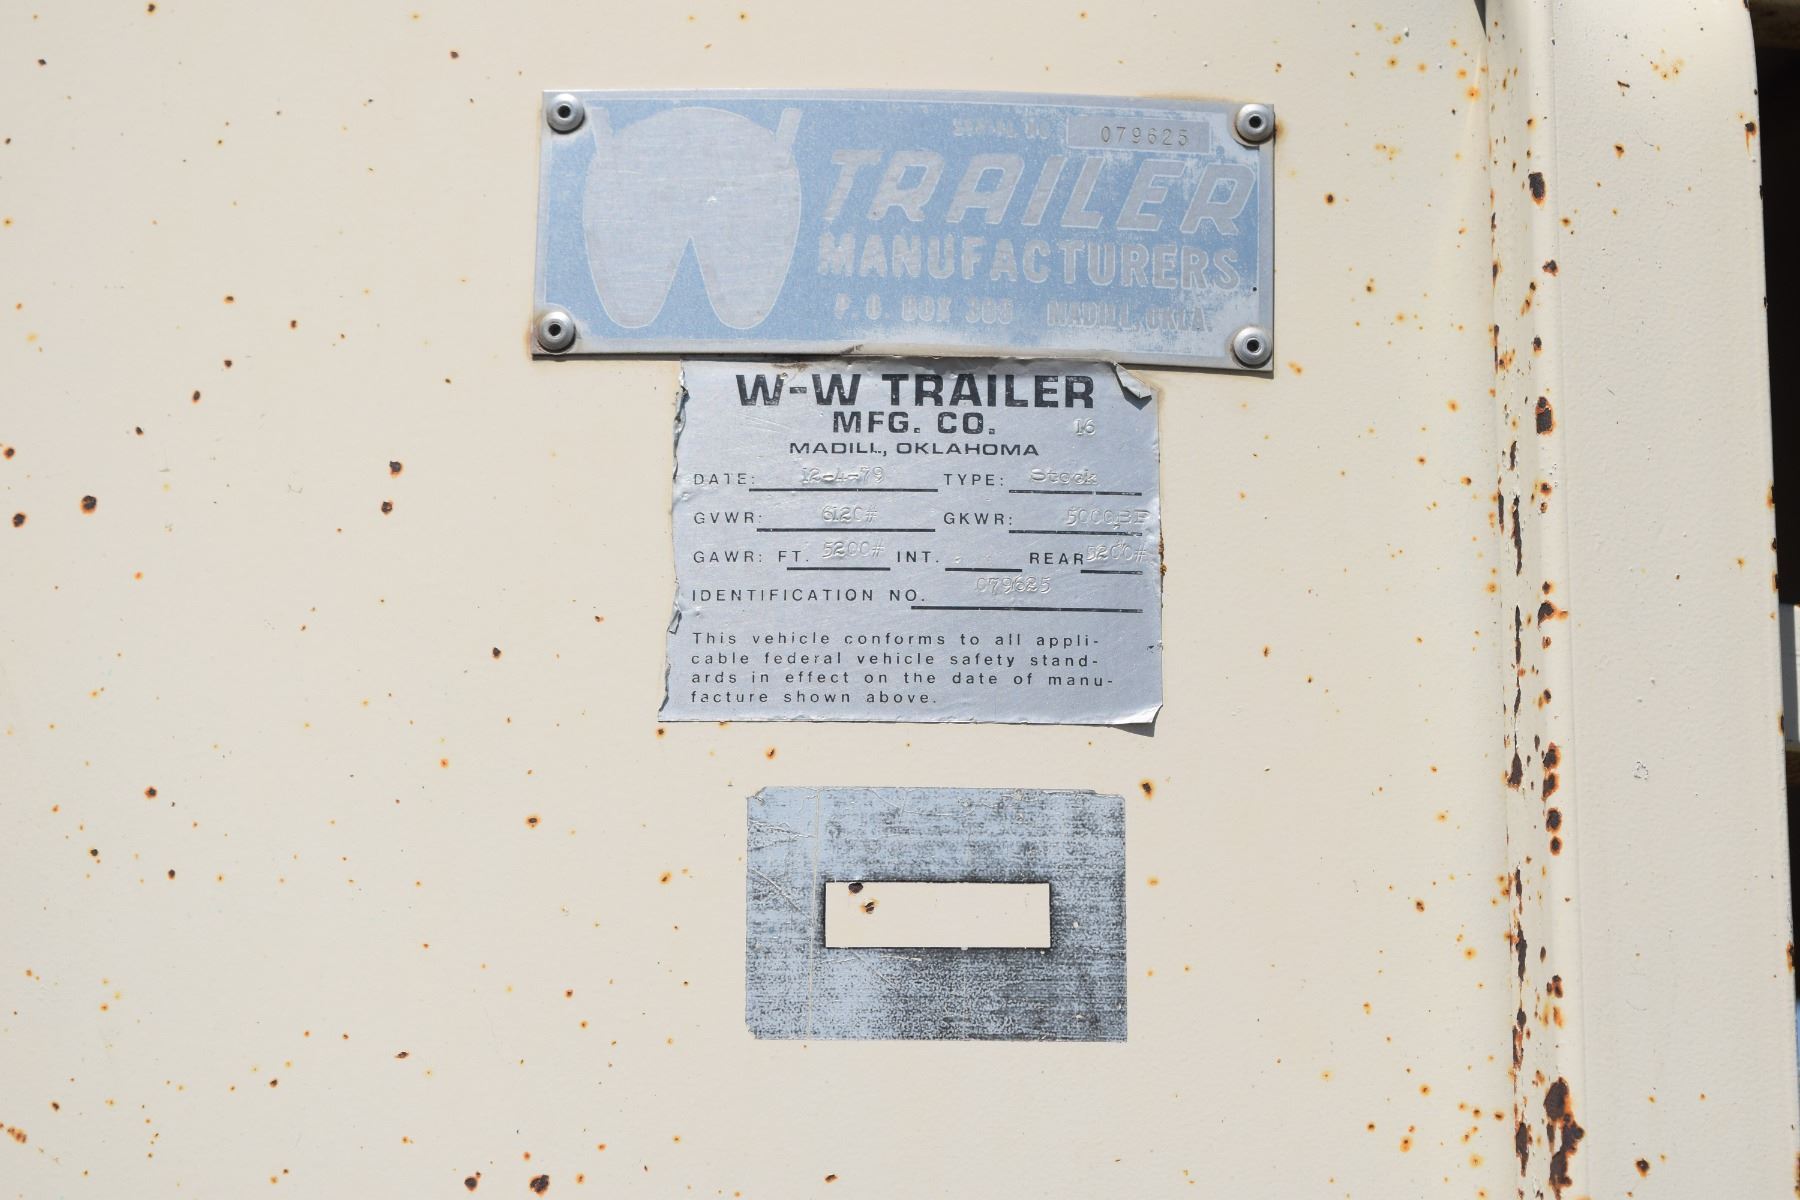 SERIAL NO. 079625
TRAILER
MANUFACTURERS
P. O. BOX 308 MADILL, OKLA.
W-W TRAILER
MFG. CO. 16
MADILL, OKLAHOMA
DATE: 12-4-79 TYPE: Stock
GVWR: 6120# GKWR: 5000BP
GAWR: FT. 5200# INT. REAR 5200#
IDENTIFICATION NO. 079625
This vehicle conforms to all appli-
cable federal vehicle safety stand-
ards in effect on the date of manu-
facture shown above.